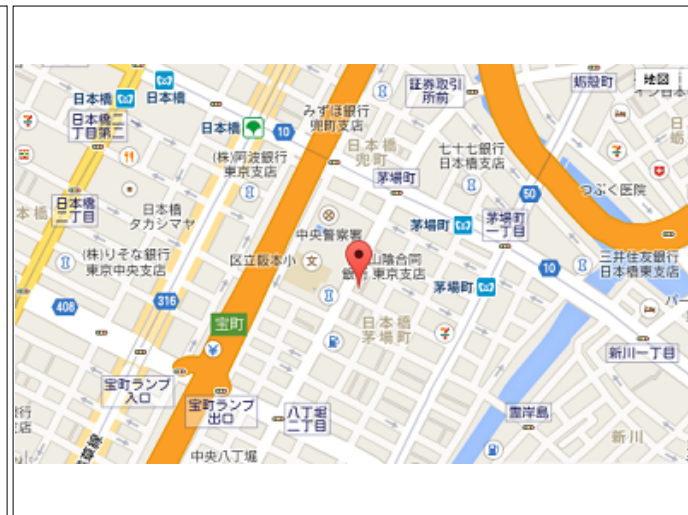 地図
証券取引
所前
蛎殻町
日本橋
日本橋
日本橋二
丁目第二
みずほ銀行
兜町支店
日本橋
10
日本橋
兜町
七十七銀行
日本橋支店
(株)阿波銀行
東京支店
茅場町
50
つぶく医院
日本橋
二丁目
日本橋
タカシマヤ
茅場町
茅場町
一丁目
中央警察署
(株)りそな銀行
東京中央支店
区立阪本小
文
山陰合同
銀行 東京支店
10
三井住友銀行
日本橋東支店
茅場町
408
316
宝町
日本橋
茅場町
新川一丁目
宝町ランプ
入口
宝町ランプ
出口
八丁堀
二丁目
霊岸島
新川
中央八丁堀